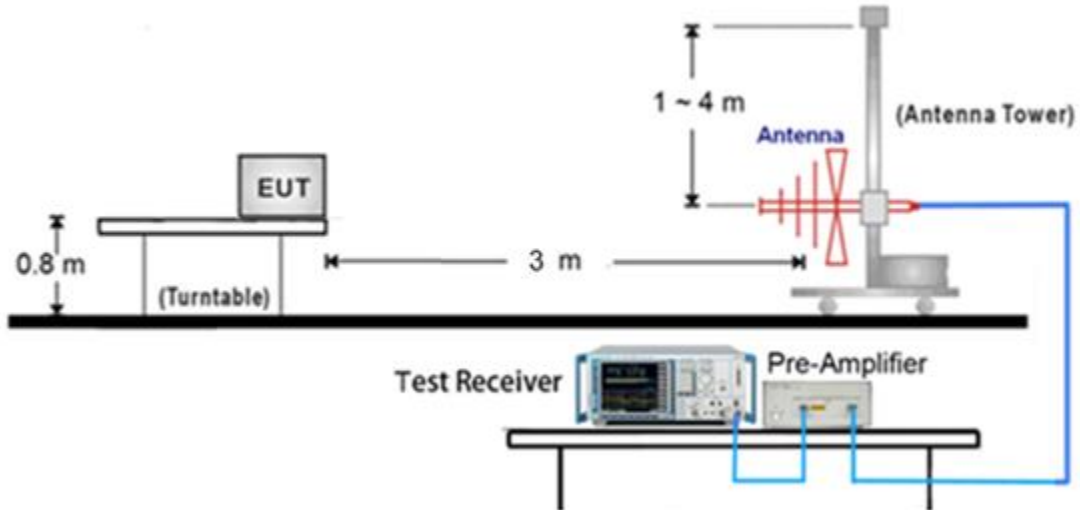 1 ~ 4 m
(Antenna Tower)
Antenna
EUT
0.8 m
3 m
(Turntable)
Test Receiver
Pre-Amplifier